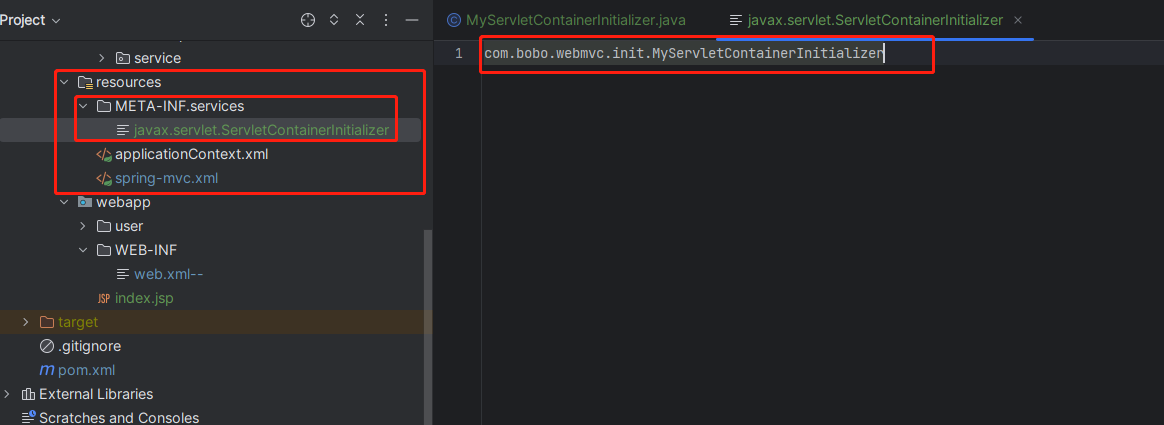 Project
service
resources
META-INF.services
javax.servlet.ServletContainerInitializer
applicationContext.xml
spring-mvc.xml
webapp
user
WEB-INF
web.xml--
JSP index.jsp
target
.gitignore
m pom.xml
External Libraries
Scratches and Consoles
MyServletContainerInitializer.java
javax.servlet.ServletContainerInitializer
1 com.bobo.webmvc.init.MyServletContainerInitializer